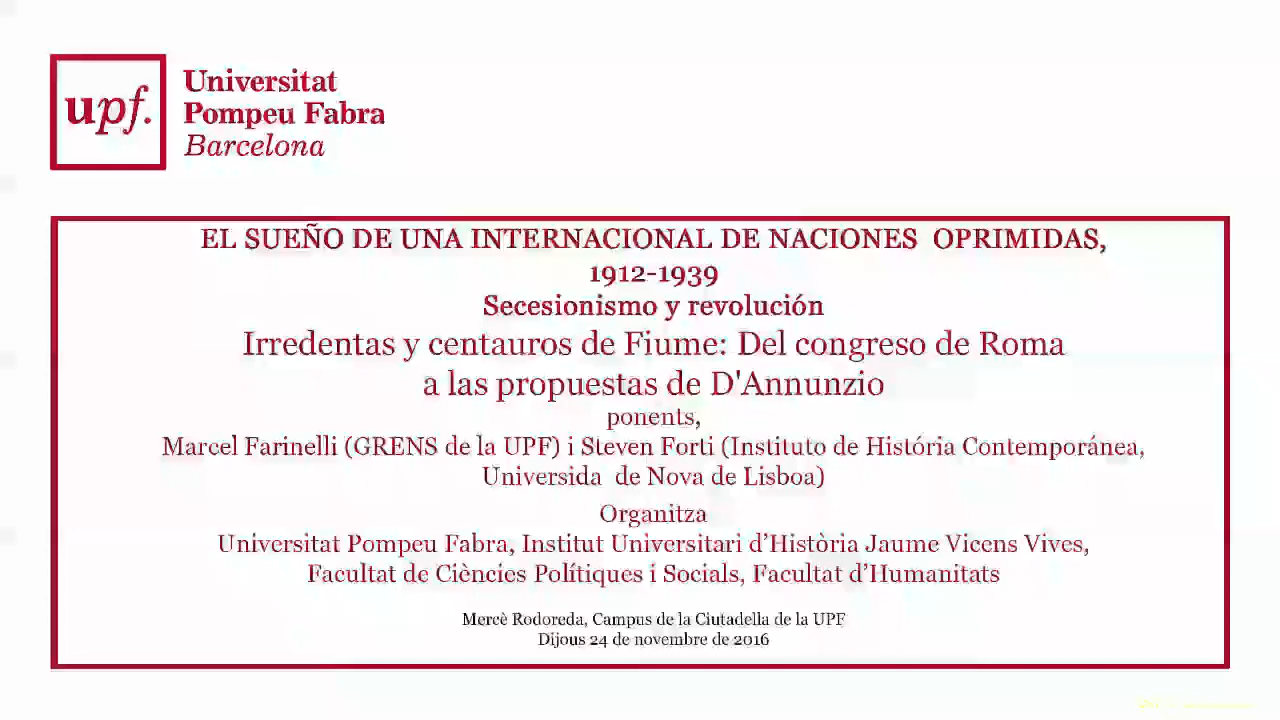 upf.
Universitat
Pompeu Fabra
Barcelona
EL SUEÑO DE UNA INTERNACIONAL DE NACIONES OPRIMIDAS,
1912-1939
Secesionismo y revolución
Irredentas y centauros de Fiume: Del congreso de Roma
a las propuestas de D'Annunzio
ponents,
Marcel Farinelli (GRENS de la UPF) i Steven Forti (Instituto de História Contemporánea,
Universida de Nova de Lisboa)
Organitza
Universitat Pompeu Fabra, Institut Universitari d’Història Jaume Vicens Vives,
Facultat de Ciències Polítiques i Socials, Facultat d’Humanitats
Mercè Rodoreda, Campus de la Ciutadella de la UPF
Dijous 24 de novembre de 2016